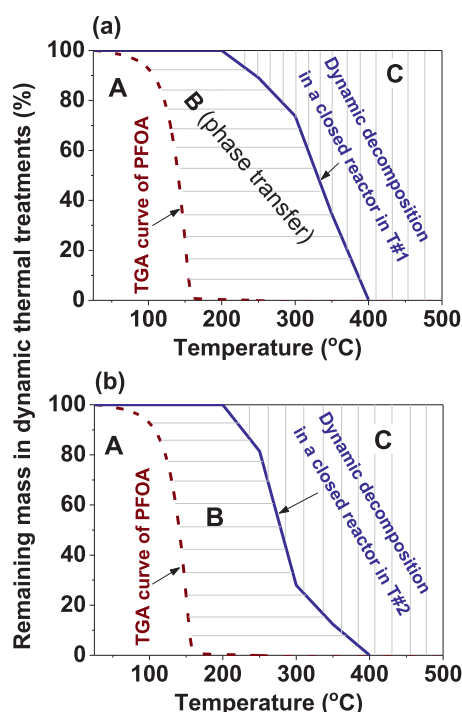 (a)
100
80
60
40
20
0
A
B (phase transfer)
C
TGA curve of PFOA
Dynamic decomposition
in a closed reactor in T#1
100
200
300
400
500
Temperature (°C)
Remaining mass in dynamic thermal treatments (%)
(b)
100
80
60
40
20
0
A
B
C
TGA curve of PFOA
Dynamic decomposition
in a closed reactor in T#2
100
200
300
400
500
Temperature (°C)